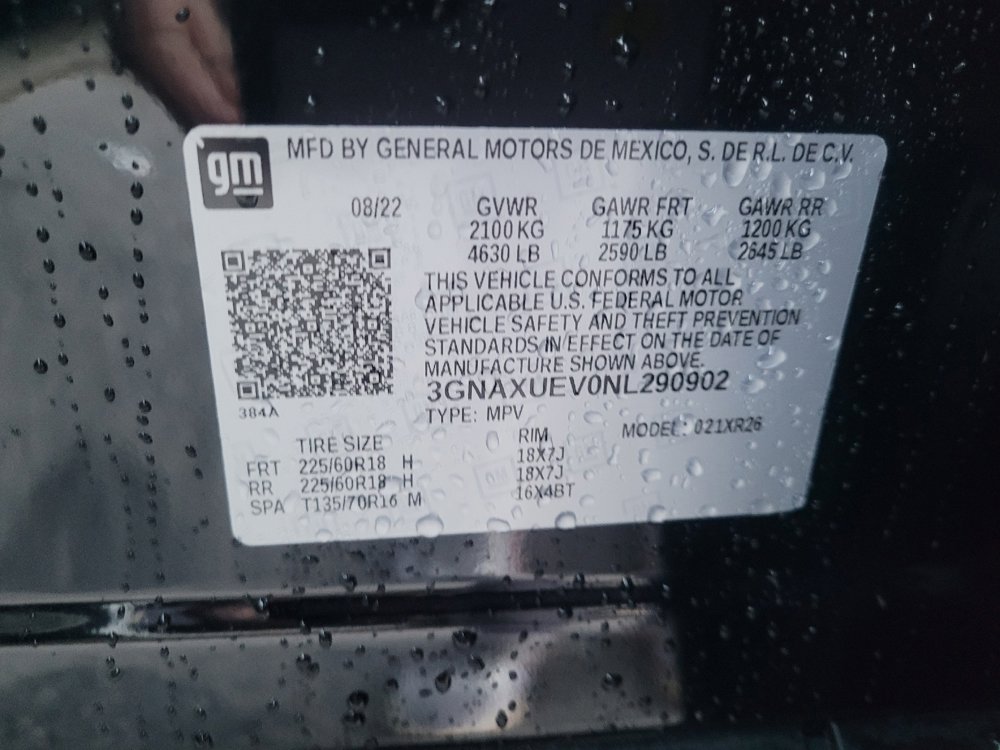 gm
MFD BY GENERAL MOTORS DE MEXICO, S. DE R.L. DE C.V.
08/22 GVWR GAWR FRT GAWR RR
2100 KG 1175 KG 1200 KG
4630 LB 2590 LB 2645 LB
THIS VEHICLE CONFORMS TO ALL
APPLICABLE U.S. FEDERAL MOTOR
VEHICLE SAFETY AND THEFT PREVENTION
STANDARDS IN EFFECT ON THE DATE OF
MANUFACTURE SHOWN ABOVE.
3GNAXUEV0NL290902
384A
TYPE: MPV
MODEL: 021XR26
TIRE SIZE RIM
FRT 225/60R18 H 18X7J
RR 225/60R18 H 18X7J
SPA T135/70R16 M 16X4BT